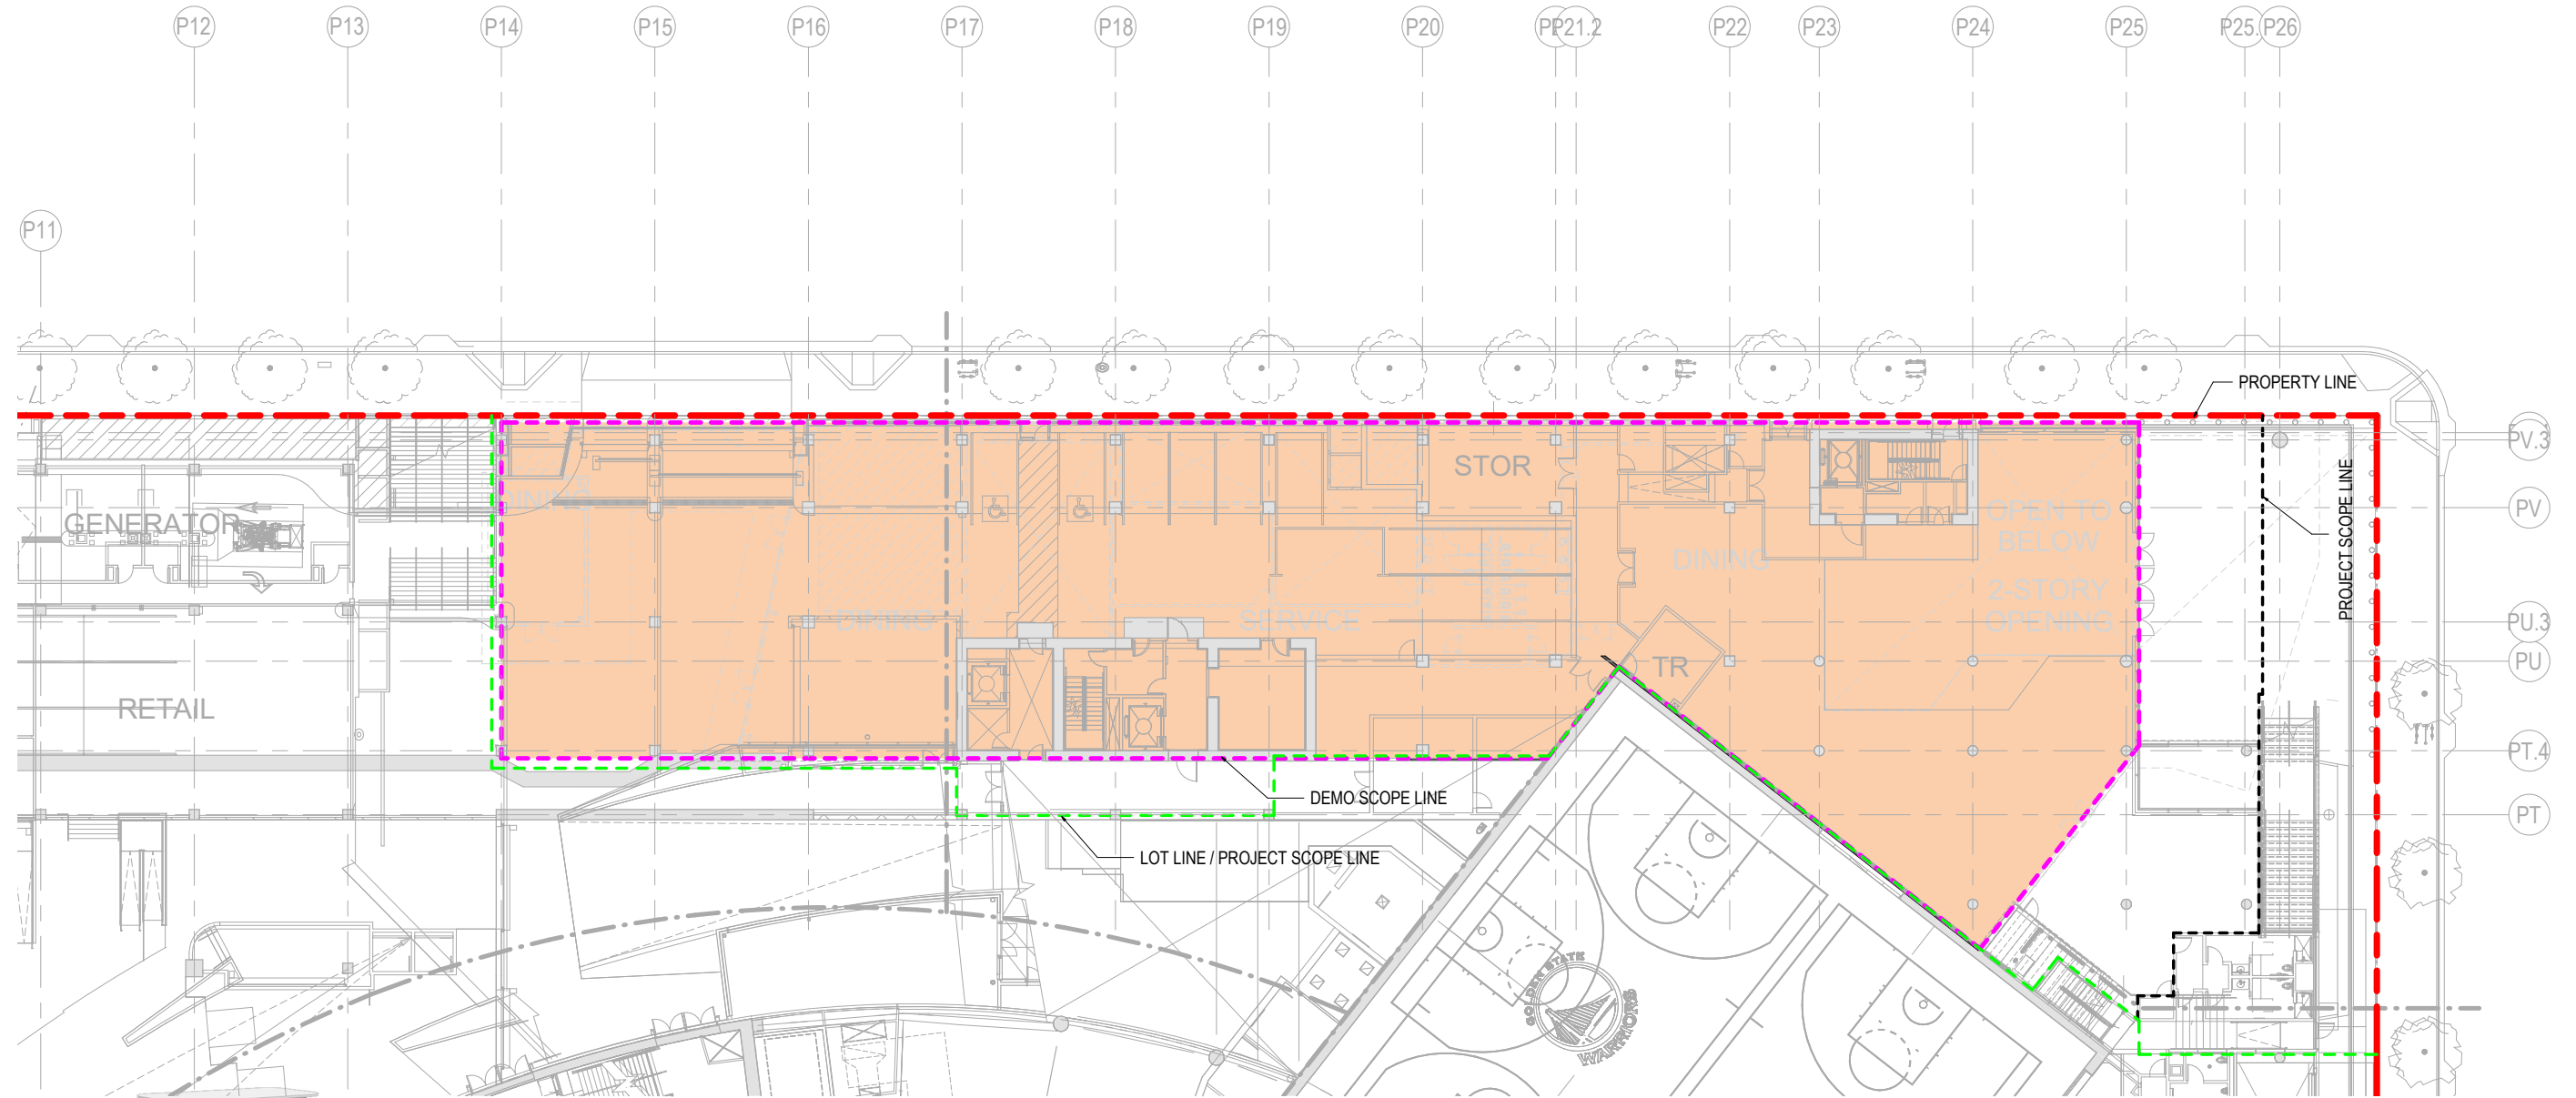 P12
P13
P14
P15
P16
P17
P18
P19
P20
P21.2
P22
P23
P24
P25
P25.
P26
P11
PROPERTY LINE
PV.3
STOR
PROJECT SCOPE LINE
DINING
GENERATOR
OPEN TO
BELOW
PV
DINING
2-STORY
OPENING
DINING
SERVICE
PU.3
TR
PU
RETAIL
PT.4
DEMO SCOPE LINE
PT
LOT LINE / PROJECT SCOPE LINE
GOLDEN STATE
WARRIORS